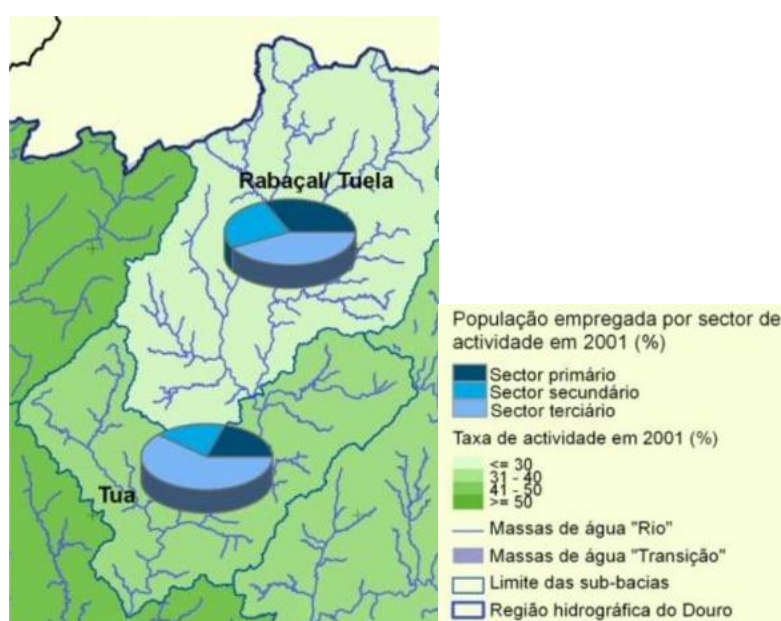 Rabaçal/ Tuela
Tua
População empregada por sector de
actividade em 2001 (%)
Sector primário
Sector secundário
Sector terciário
Taxa de actividade em 2001 (%)
<= 30
31 - 40
41 - 50
>= 50
Massas de água "Rio"
Massas de água "Transição"
Limite das sub-bacias
Região hidrográfica do Douro